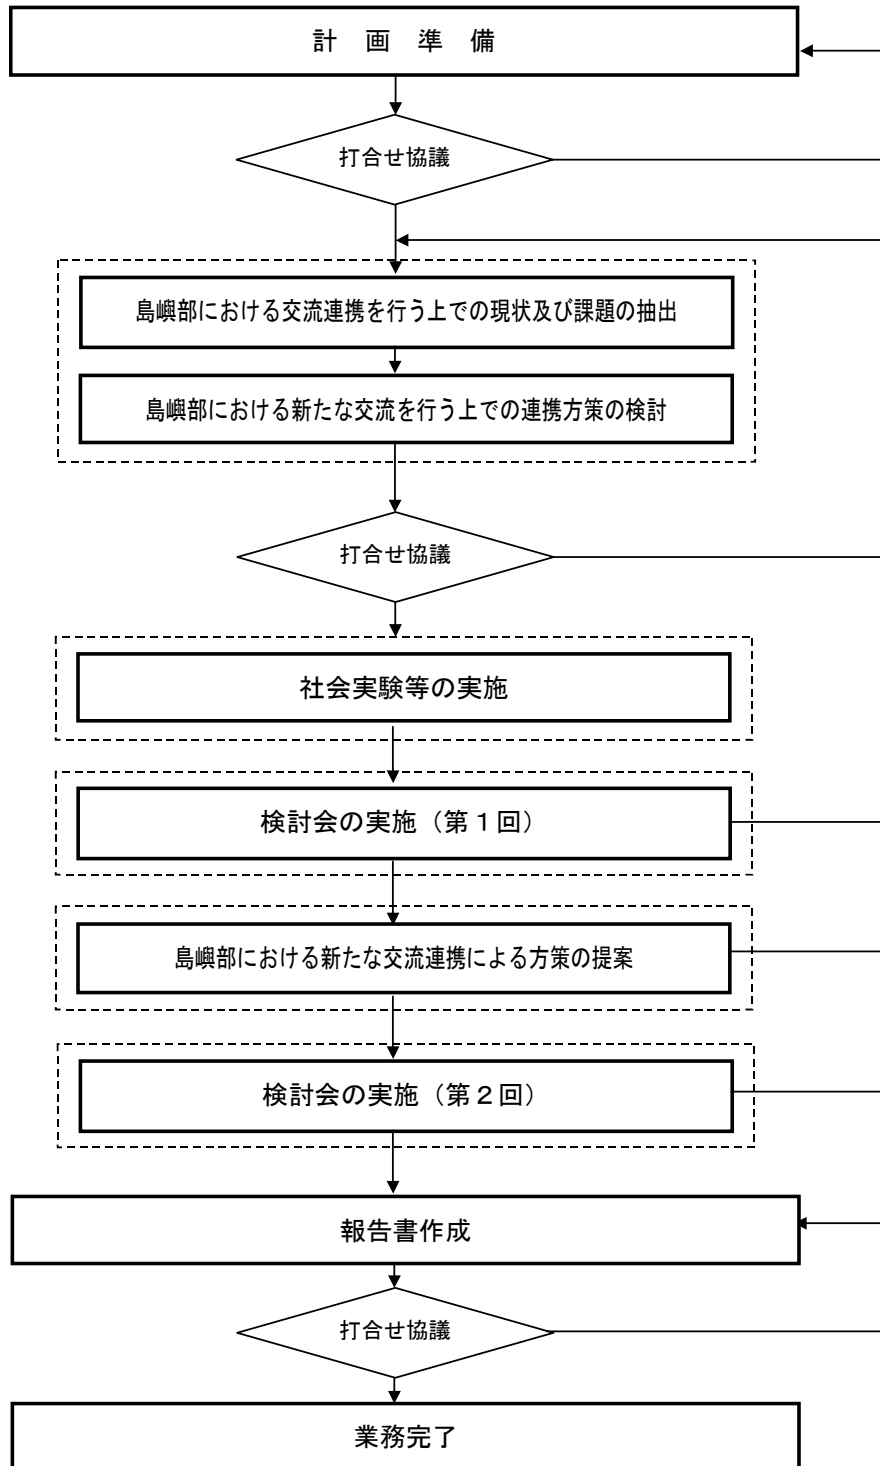 計　画　準　備
打合せ協議
島嶼部における交流連携を行う上での現状及び課題の抽出
島嶼部における新たな交流を行う上での連携方策の検討
打合せ協議
社会実験等の実施
検討会の実施（第１回）
島嶼部における新たな交流連携による方策の提案
検討会の実施（第２回）
報告書作成
打合せ協議
業務完了